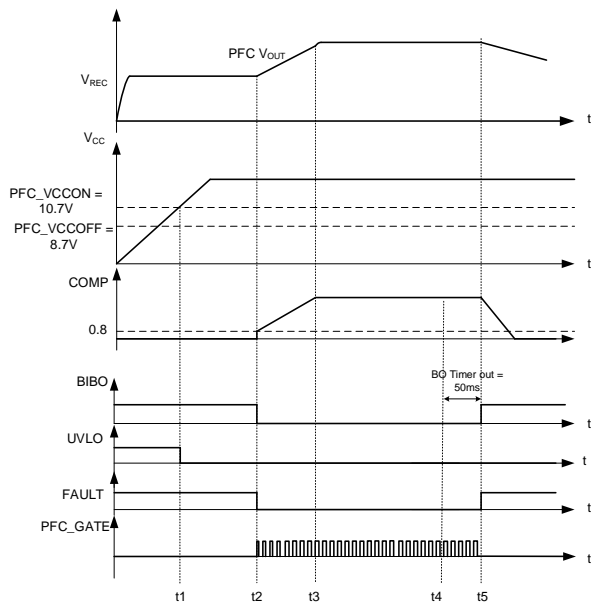 PFC VOUT
VREC
t
VCC
PFC_VCCON =
10.7V
PFC_VCCOFF =
8.7V
t
COMP
0.8
t
BO Timer out =
50ms
BIBO
t
UVLO
t
FAULT
t
PFC_GATE
t
t1 t2 t3 t4 t5